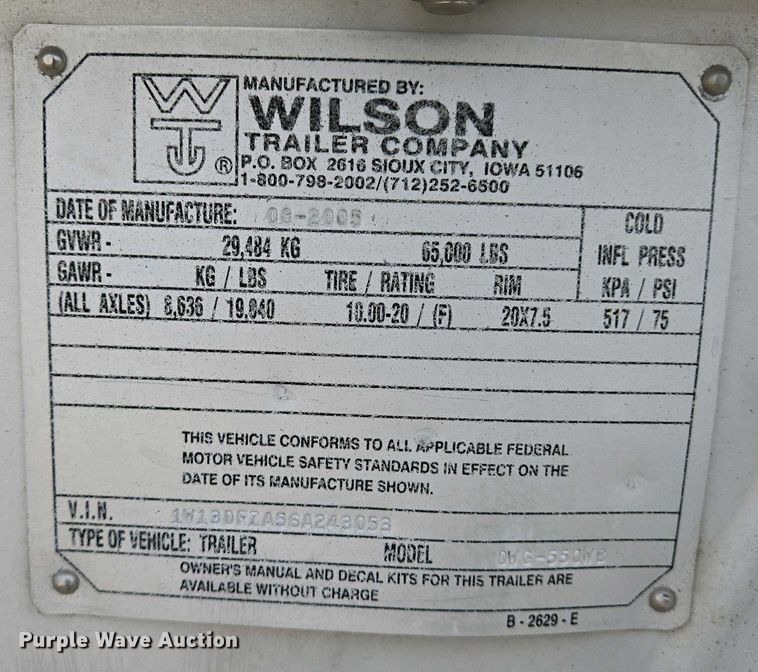 WTC ®
MANUFACTURED BY:
WILSON
TRAILER COMPANY
P.O. BOX 2616 SIOUX CITY, IOWA 51106
1-800-798-2002/(712)252-6500
DATE OF MANUFACTURE: 08-2005
COLD
INFL PRESS
KPA / PSI
GVWR - 29,484 KG 65,000 LBS
GAWR - KG / LBS TIRE / RATING RIM
(ALL AXLES) 8,636 / 19,040 10.00-20 / (F) 20X7.5 517 / 75
THIS VEHICLE CONFORMS TO ALL APPLICABLE FEDERAL
MOTOR VEHICLE SAFETY STANDARDS IN EFFECT ON THE
DATE OF ITS MANUFACTURE SHOWN.
V.I.N. 1W13DF7A56A243053
TYPE OF VEHICLE: TRAILER MODEL
OWNER'S MANUAL AND DECAL KITS FOR THIS TRAILER ARE
AVAILABLE WITHOUT CHARGE
B - 2629 - E
Purple Wave Auction